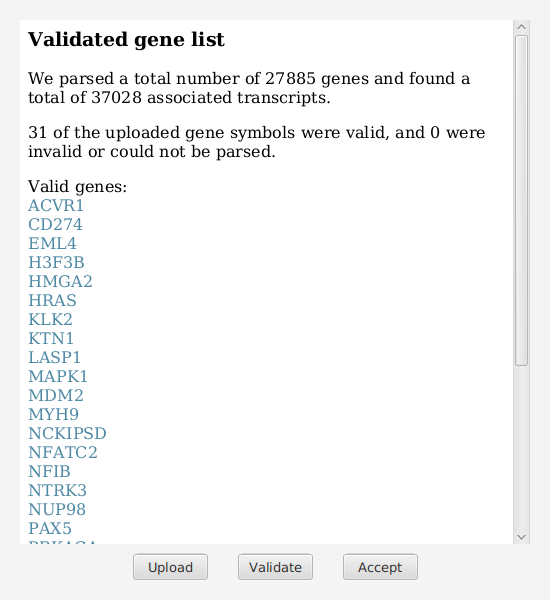 Validated gene list
We parsed a total number of 27885 genes and found a
total of 37028 associated transcripts.
31 of the uploaded gene symbols were valid, and 0 were
invalid or could not be parsed.
Valid genes:
ACVR1
CD274
EML4
H3F3B
HMGA2
HRAS
KLK2
KTN1
LASP1
MAPK1
MDM2
MYH9
NCKIPSD
NFATC2
NFIB
NTRK3
NUP98
PAX5
Upload Validate Accept